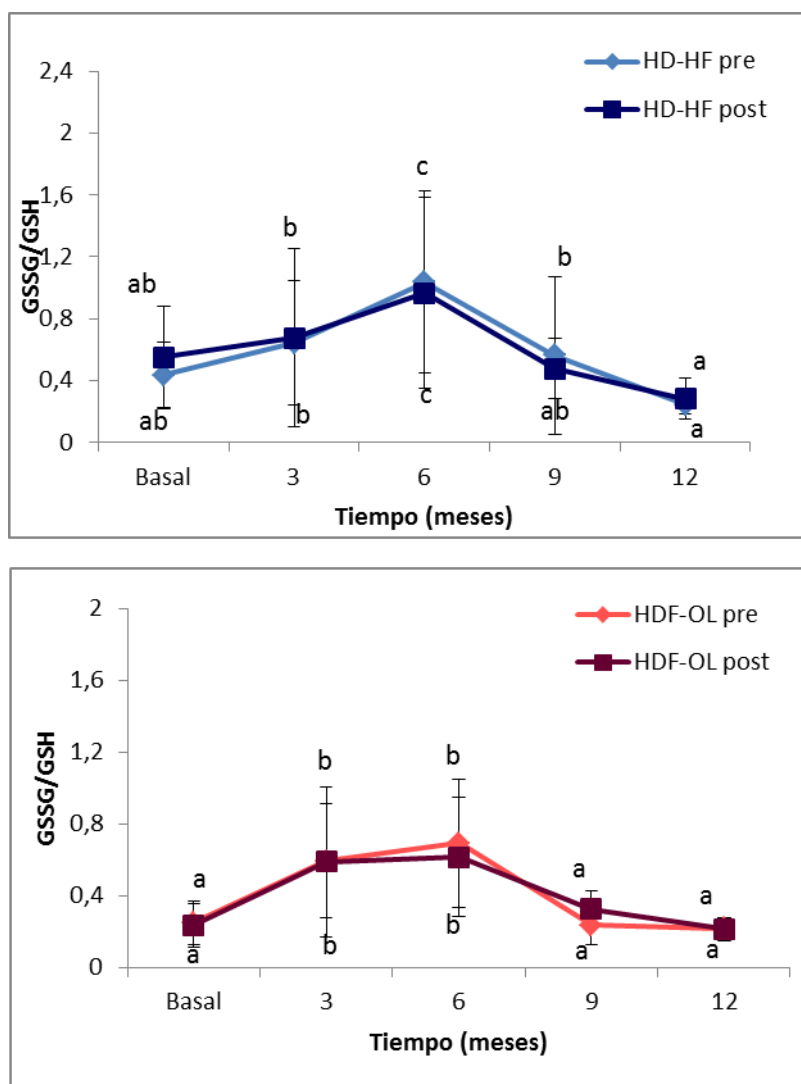 2,4
2
1,6
1,2
0,8
0,4
0
GSSG/GSH
HD-HF pre
HD-HF post
ab
b
c
b
a
ab
b
c
ab
a
Basal 3 6 9 12
Tiempo (meses)
2
1,6
1,2
0,8
0,4
0
GSSG/GSH
HDF-OL pre
HDF-OL post
a
b
b
a
a
a
b
b
a
a
Basal 3 6 9 12
Tiempo (meses)